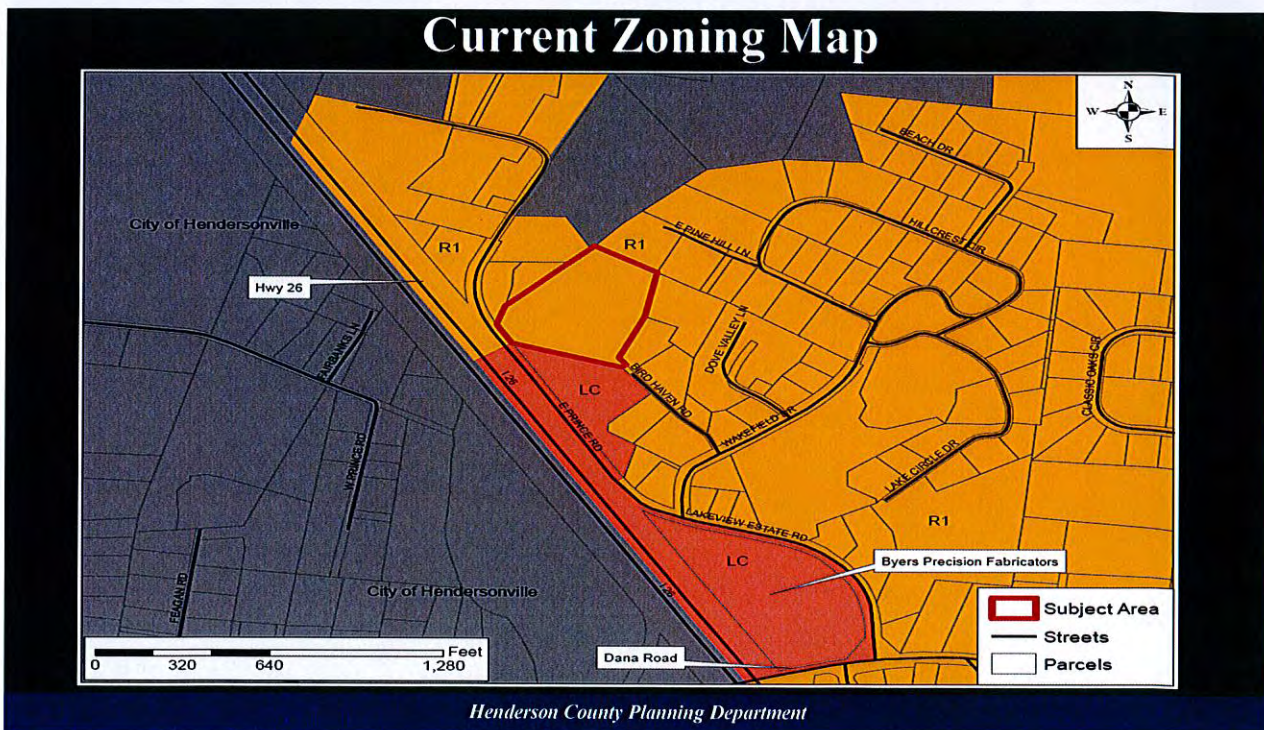 Current Zoning Map
N
W E
S
BEACH DR
City of Hendersonville
R1
R1
E PINE HILL LN
HILLCREST CIR
Hwy 26
DOVE VALLEY LN
FAIRBANKS LN
I 26
LC
BIRD HAVEN RD
CLASSIC OAKS CIR
E PRINCE RD
WAKEFIELD DR
W PRINCE RD
LAKE CIRCLE DR
LAKEVIEW ESTATE RD
R1
LC
Byers Precision Fabricators
FEAGAN RD
City of Hendersonville
I 26
Subject Area
Streets
Parcels
Feet
0 320 640 1,280
Dana Road
Henderson County Planning Department